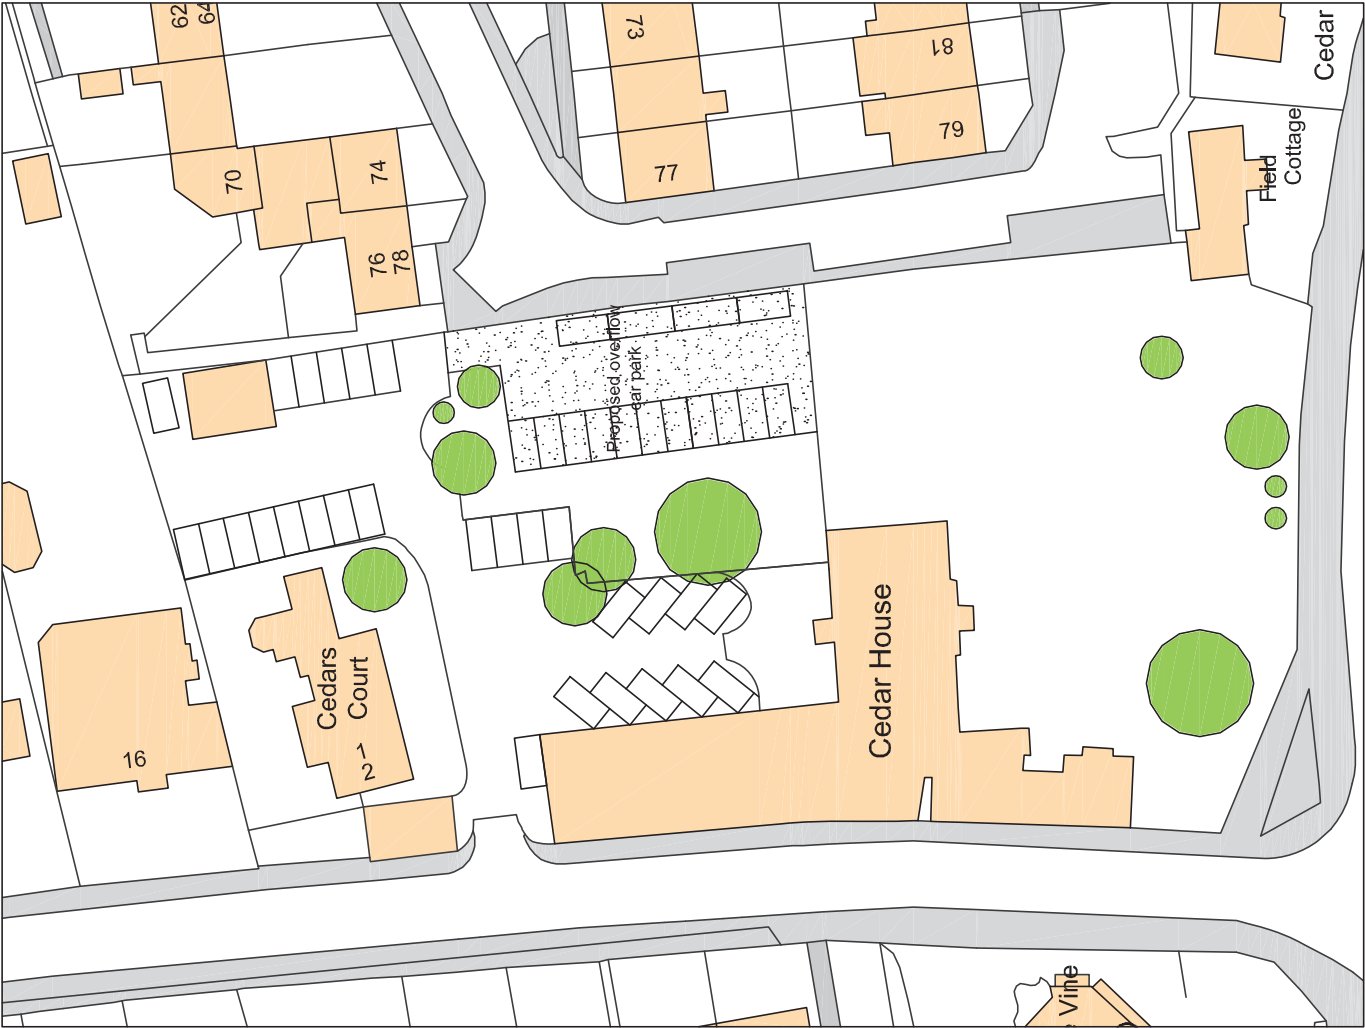 62
64
73
81
Cedar
79
Field
Cottage
77
74
70
76
78
Proposed overflow
car park
Cedar House
Cedars
Court
1
2
16
Vine